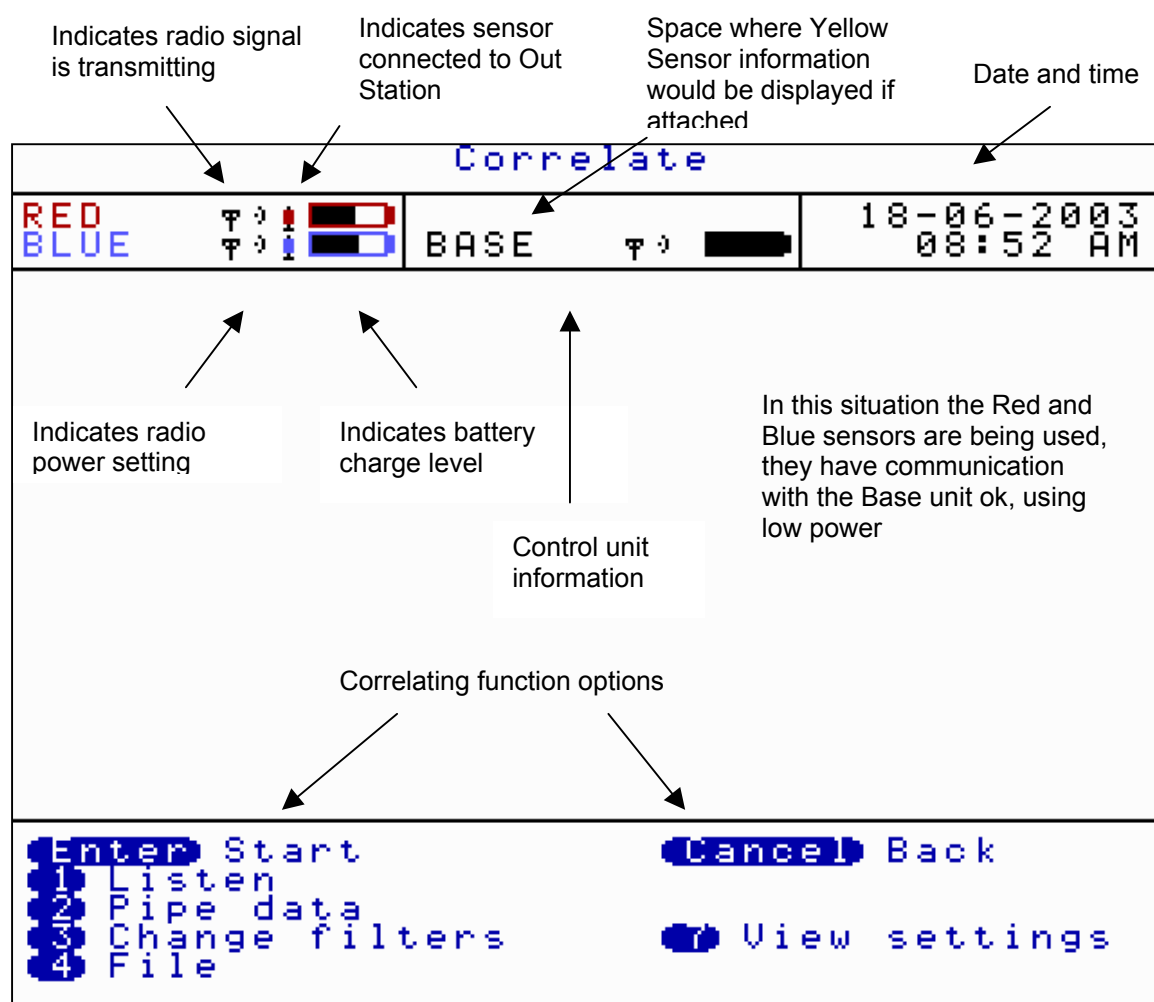 Indicates radio signal
is transmitting
Indicates sensor
connected to Out
Station
Space where Yellow
Sensor information
would be displayed if
attached
Date and time
Correlate
RED
BLUE
BASE
18-06-2003
08:52 AM
Indicates radio
power setting
Indicates battery
charge level
Control unit
information
In this situation the Red and
Blue sensors are being used,
they have communication
with the Base unit ok, using
low power
Correlating function options
Enter Start
1 Listen
2 Pipe data
3 Change filters
4 File
Cancel Back
View settings